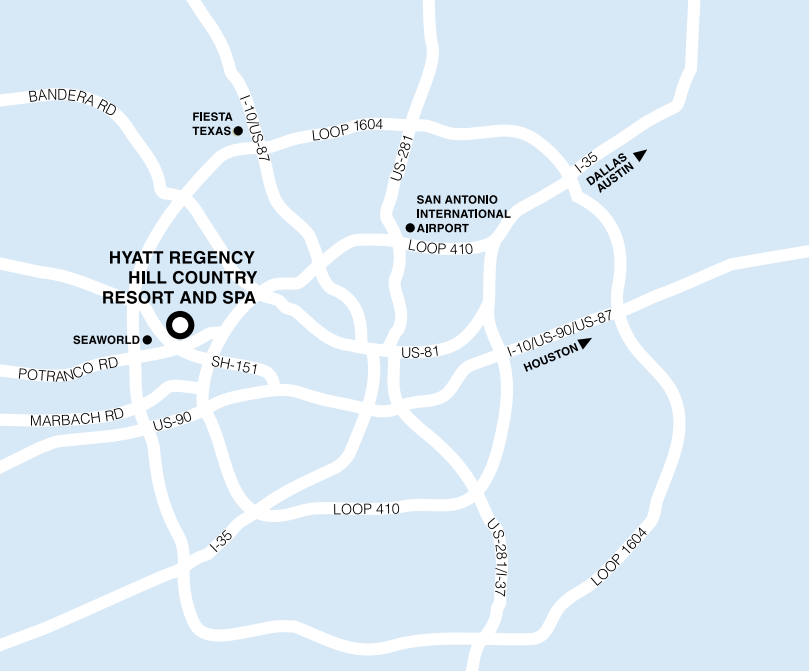 BANDERA RD
I-10/US-87
FIESTA
TEXAS
LOOP 1604
US-281
I-35
DALLAS
AUSTIN
SAN ANTONIO
INTERNATIONAL
AIRPORT
LOOP 410
HYATT REGENCY
HILL COUNTRY
RESORT AND SPA
SEAWORLD
I-10/US-90/US-87
HOUSTON
US-81
POTRANCO RD
SH-151
MARBACH RD
US-90
LOOP 410
I-35
US-281/I-37
LOOP 1604